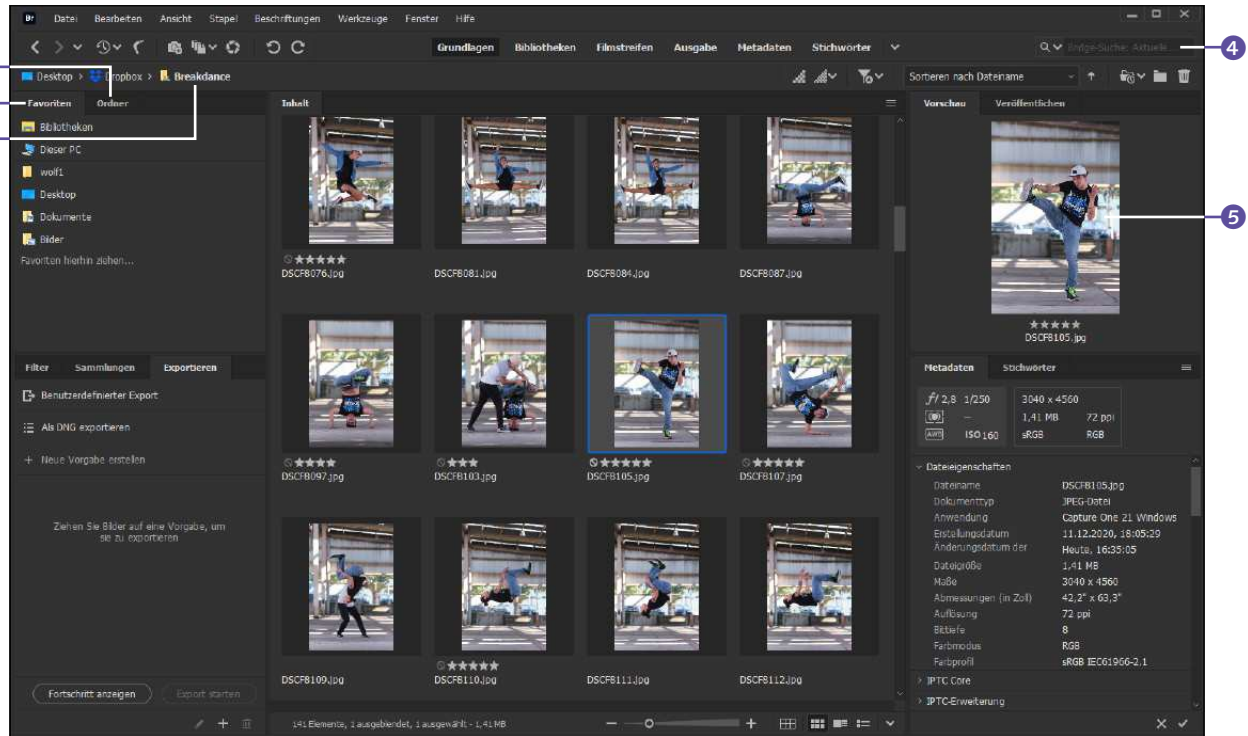 Br Datei Bearbeiten Ansicht Stapel Beschriftungen Werkzeuge Fenster Hilfe
Grundlagen Bibliotheken Filmstreifen Ausgabe Metadaten Stichwörter
4
Desktop > Dropbox > Breakdance
Sortieren nach Dateiname
Favoriten Ordner
Bibliotheken
Dieser PC
wolf1
Desktop
Dokumente
Bilder
Favoriten hierhin ziehen...
Inhalt
DSCF8076.jpg DSCF8081.jpg DSCF8084.jpg DSCF8087.jpg
DSCF8097.jpg DSCF8103.jpg DSCF8105.jpg DSCF8107.jpg
DSCF8109.jpg DSCF8110.jpg DSCF8111.jpg DSCF8112.jpg
Vorschau Veröffentlichen
5
DSCF8105.jpg
Filter Sammlungen Exportieren
Benutzerdefinierter Export
Als DNG exportieren
+ Neue Vorgabe erstellen
Ziehen Sie Bilder auf eine Vorgabe, um
sie zu exportieren
Fortschritt anzeigen Export starten
141 Elemente, 1 ausgeblendet, 1 ausgewählt - 1,41 MB
Metadaten Stichwörter
f/ 2,8 1/250 3040 x 4560
-- 1,41 MB 72 ppi
AWB ISO 160 sRGB RGB
Dateieigenschaften
Dateiname DSCF8105.jpg
Dokumenttyp JPEG-Datei
Anwendung Capture One 21 Windows
Erstellungsdatum 11.12.2020, 18:05:29
Änderungsdatum der Heute, 16:35:05
Dateigröße 1,41 MB
Maße 3040 x 4560
Abmessungen (in Zoll) 42,2" x 63,3"
Auflösung 72 ppi
Bittiefe 8
Farbmodus RGB
Farbprofil sRGB IEC61966-2.1
> IPTC Core
> IPTC-Erweiterung